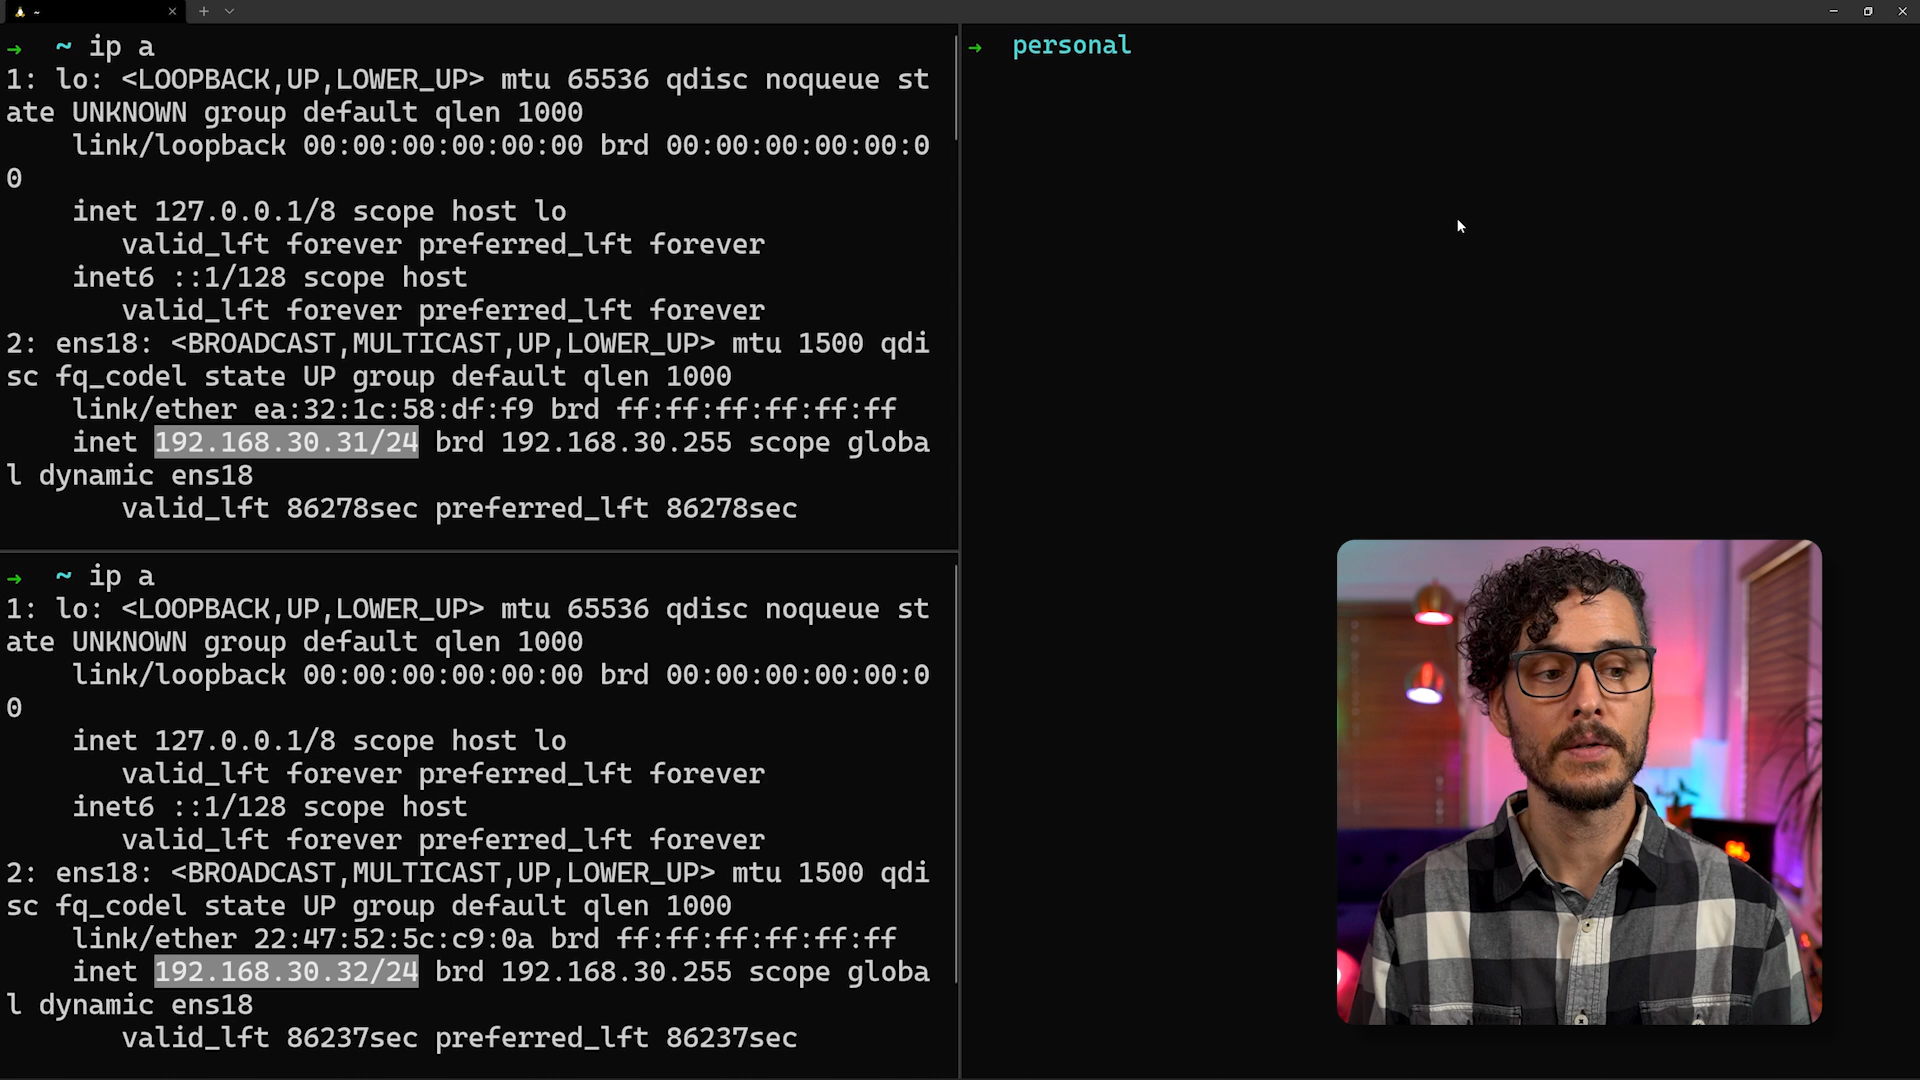 ~
→ ~ ip a
1: lo: <LOOPBACK,UP,LOWER_UP> mtu 65536 qdisc noqueue st
ate UNKNOWN group default qlen 1000
link/loopback 00:00:00:00:00:00 brd 00:00:00:00:00:0
0
inet 127.0.0.1/8 scope host lo
valid_lft forever preferred_lft forever
inet6 ::1/128 scope host
valid_lft forever preferred_lft forever
2: ens18: <BROADCAST,MULTICAST,UP,LOWER_UP> mtu 1500 qdi
sc fq_codel state UP group default qlen 1000
link/ether ea:32:1c:58:df:f9 brd ff:ff:ff:ff:ff:ff
inet 192.168.30.31/24 brd 192.168.30.255 scope globa
l dynamic ens18
valid_lft 86278sec preferred_lft 86278sec
→ ~ ip a
1: lo: <LOOPBACK,UP,LOWER_UP> mtu 65536 qdisc noqueue st
ate UNKNOWN group default qlen 1000
link/loopback 00:00:00:00:00:00 brd 00:00:00:00:00:0
0
inet 127.0.0.1/8 scope host lo
valid_lft forever preferred_lft forever
inet6 ::1/128 scope host
valid_lft forever preferred_lft forever
2: ens18: <BROADCAST,MULTICAST,UP,LOWER_UP> mtu 1500 qdi
sc fq_codel state UP group default qlen 1000
link/ether 22:47:52:5c:c9:0a brd ff:ff:ff:ff:ff:ff
inet 192.168.30.32/24 brd 192.168.30.255 scope globa
l dynamic ens18
valid_lft 86237sec preferred_lft 86237sec
→ personal